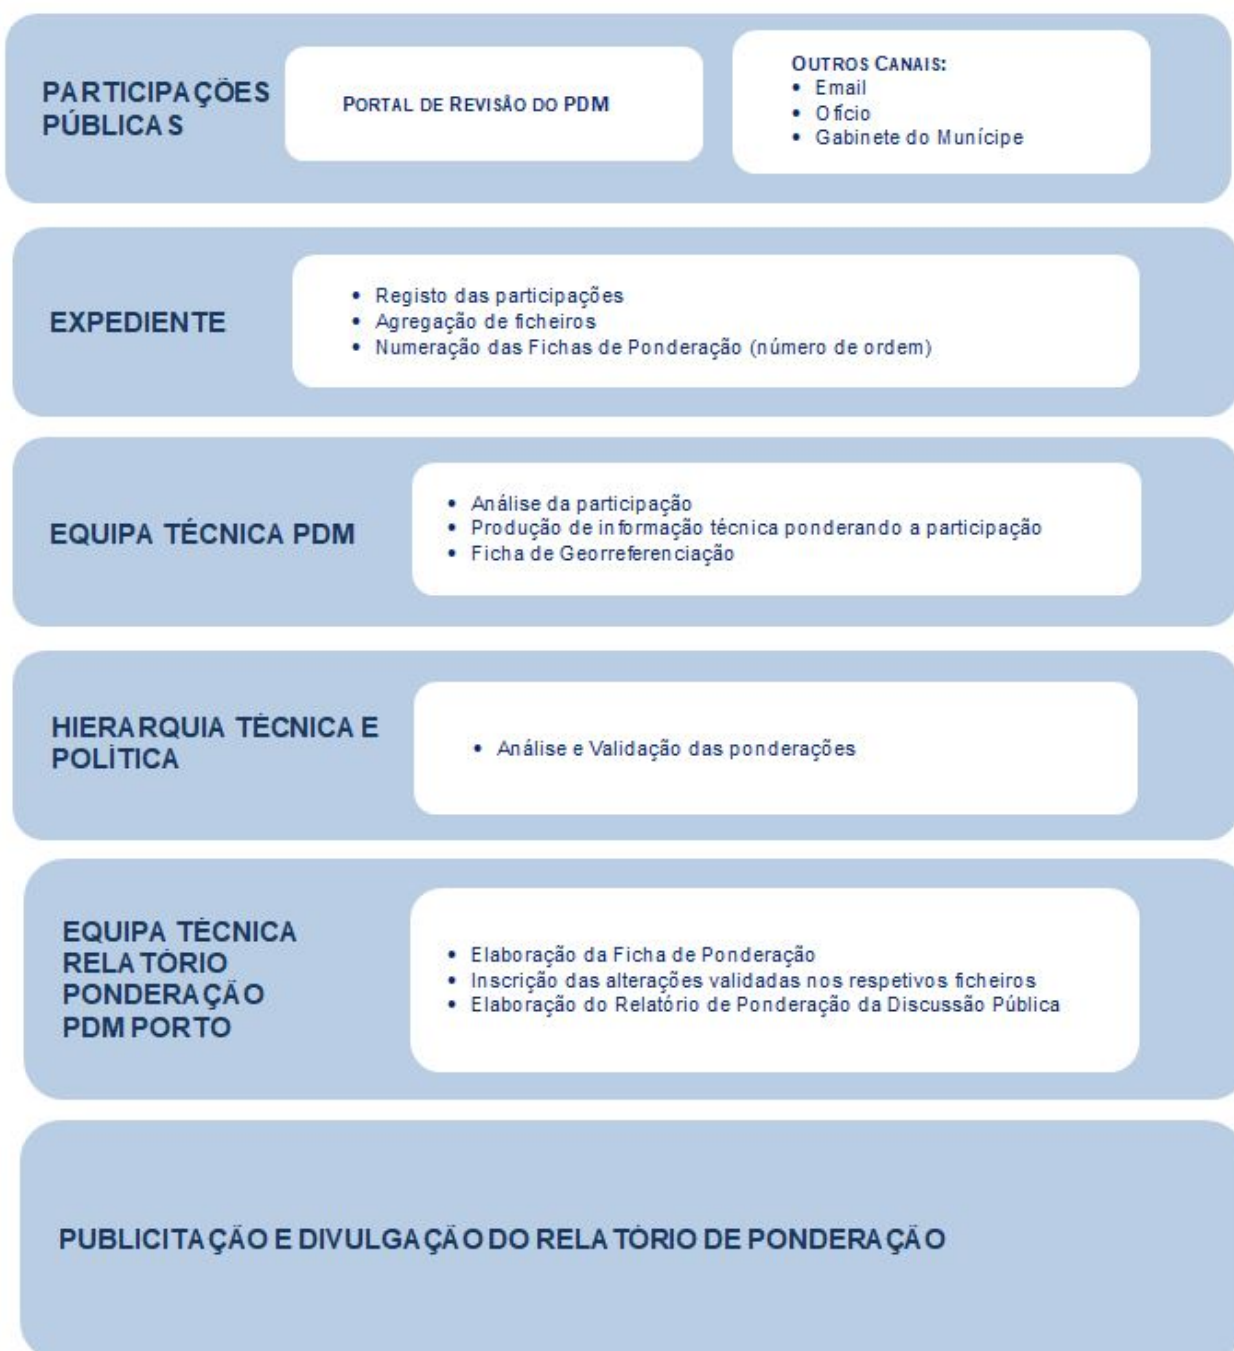 PARTICIPAÇÕES
PÚBLICAS
PORTAL DE REVISÃO DO PDM
OUTROS CANAIS:
• Email
• Ofício
• Gabinete do Munícipe
EXPEDIENTE
• Registo das participações
• Agregação de ficheiros
• Numeração das Fichas de Ponderação (número de ordem)
EQUIPA TÉCNICA PDM
• Análise da participação
• Produção de informação técnica ponderando a participação
• Ficha de Georreferenciação
HIERARQUIA TÉCNICA E
POLÍTICA
• Análise e Validação das ponderações
EQUIPA TÉCNICA
RELATÓRIO
PONDERAÇÃO
PDM PORTO
• Elaboração da Ficha de Ponderação
• Inscrição das alterações validadas nos respetivos ficheiros
• Elaboração do Relatório de Ponderação da Discussão Pública
PUBLICITAÇÃO E DIVULGAÇÃO DO RELATÓRIO DE PONDERAÇÃO